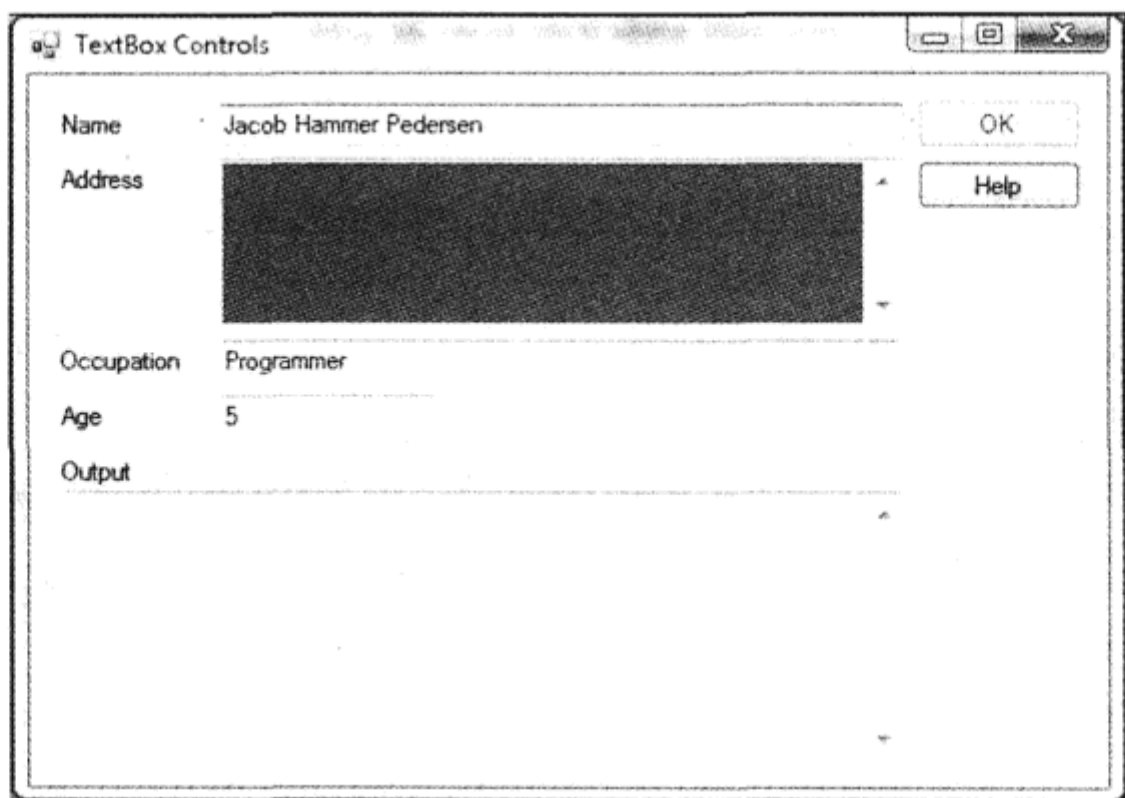 TextBox Controls
Name Jacob Hammer Pedersen OK
Address Help
Occupation Programmer
Age 5
Output